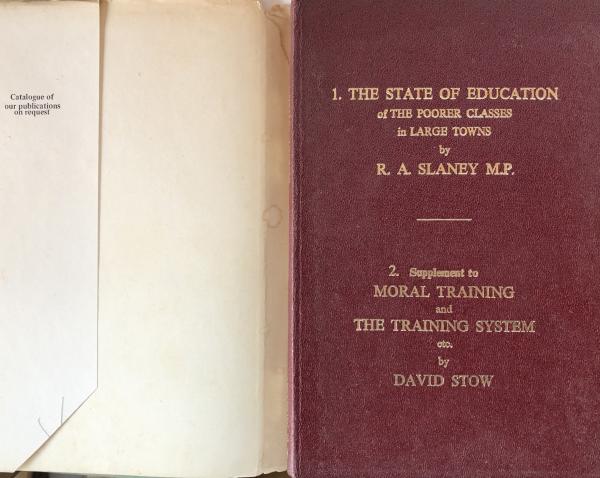 Catalogue of
our publications
on request
1. THE STATE OF EDUCATION
of THE POORER CLASSES
in LARGE TOWNS
by
R. A. SLANEY M.P.
2. Supplement to
MORAL TRAINING
and
THE TRAINING SYSTEM
etc.
by
DAVID STOW